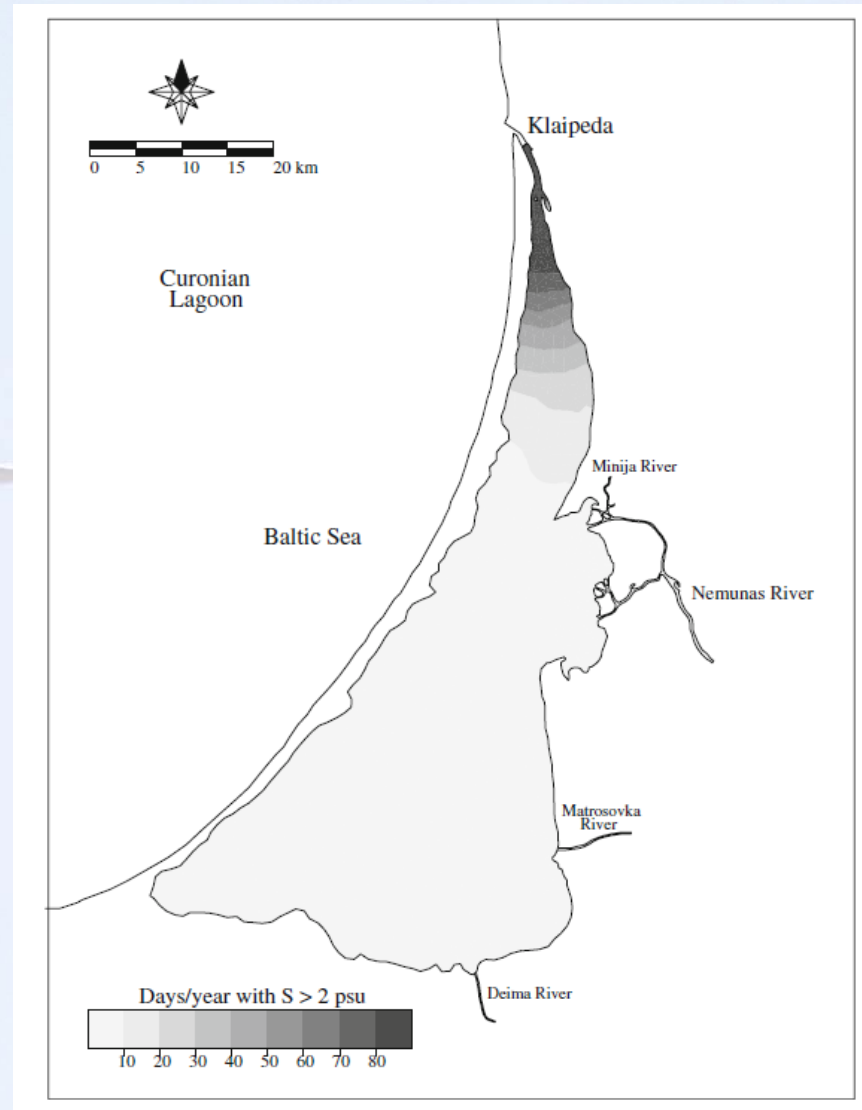 Klaipeda
0 5 10 15 20 km
Curonian
Lagoon
Minija River
Baltic Sea
Nemunas River
Matrosovka
River
Deima River
Days/year with S > 2 psu
10 20 30 40 50 60 70 80